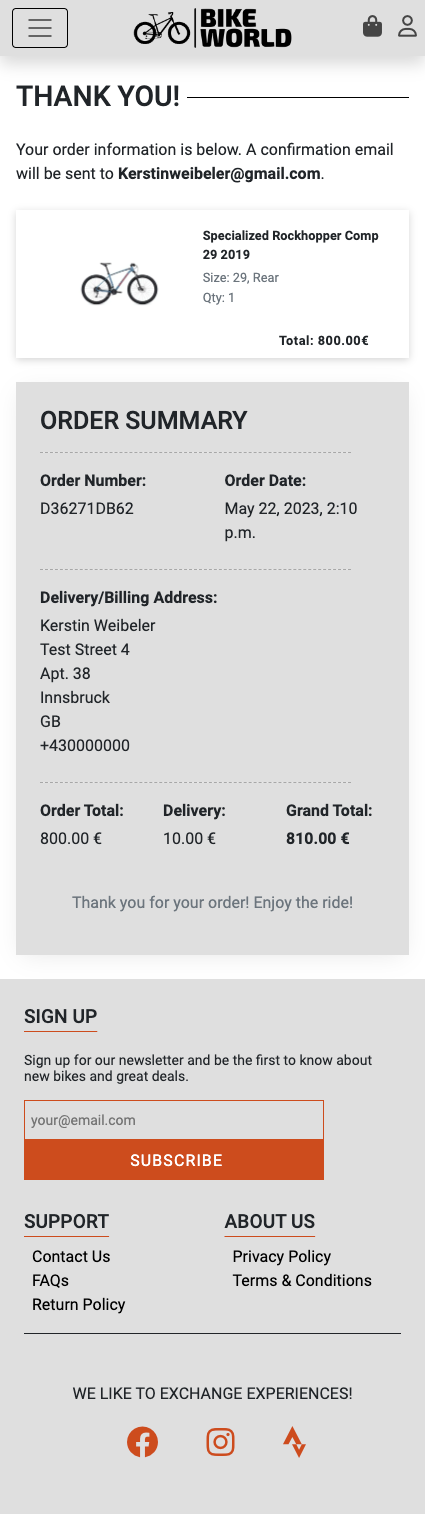 BIKE
WORLD
THANK YOU!
Your order information is below. A confirmation email
will be sent to Kerstinweibeler@gmail.com.
Specialized Rockhopper Comp
29 2019
Size: 29, Rear
Qty: 1
Total: 800.00€
ORDER SUMMARY
Order Number:
D36271DB62
Order Date:
May 22, 2023, 2:10
p.m.
Delivery/Billing Address:
Kerstin Weibeler
Test Street 4
Apt. 38
Innsbruck
GB
+430000000
Order Total:
800.00 €
Delivery:
10.00 €
Grand Total:
810.00 €
Thank you for your order! Enjoy the ride!
SIGN UP
Sign up for our newsletter and be the first to know about
new bikes and great deals.
your@email.com
SUBSCRIBE
SUPPORT
Contact Us
FAQs
Return Policy
ABOUT US
Privacy Policy
Terms & Conditions
WE LIKE TO EXCHANGE EXPERIENCES!